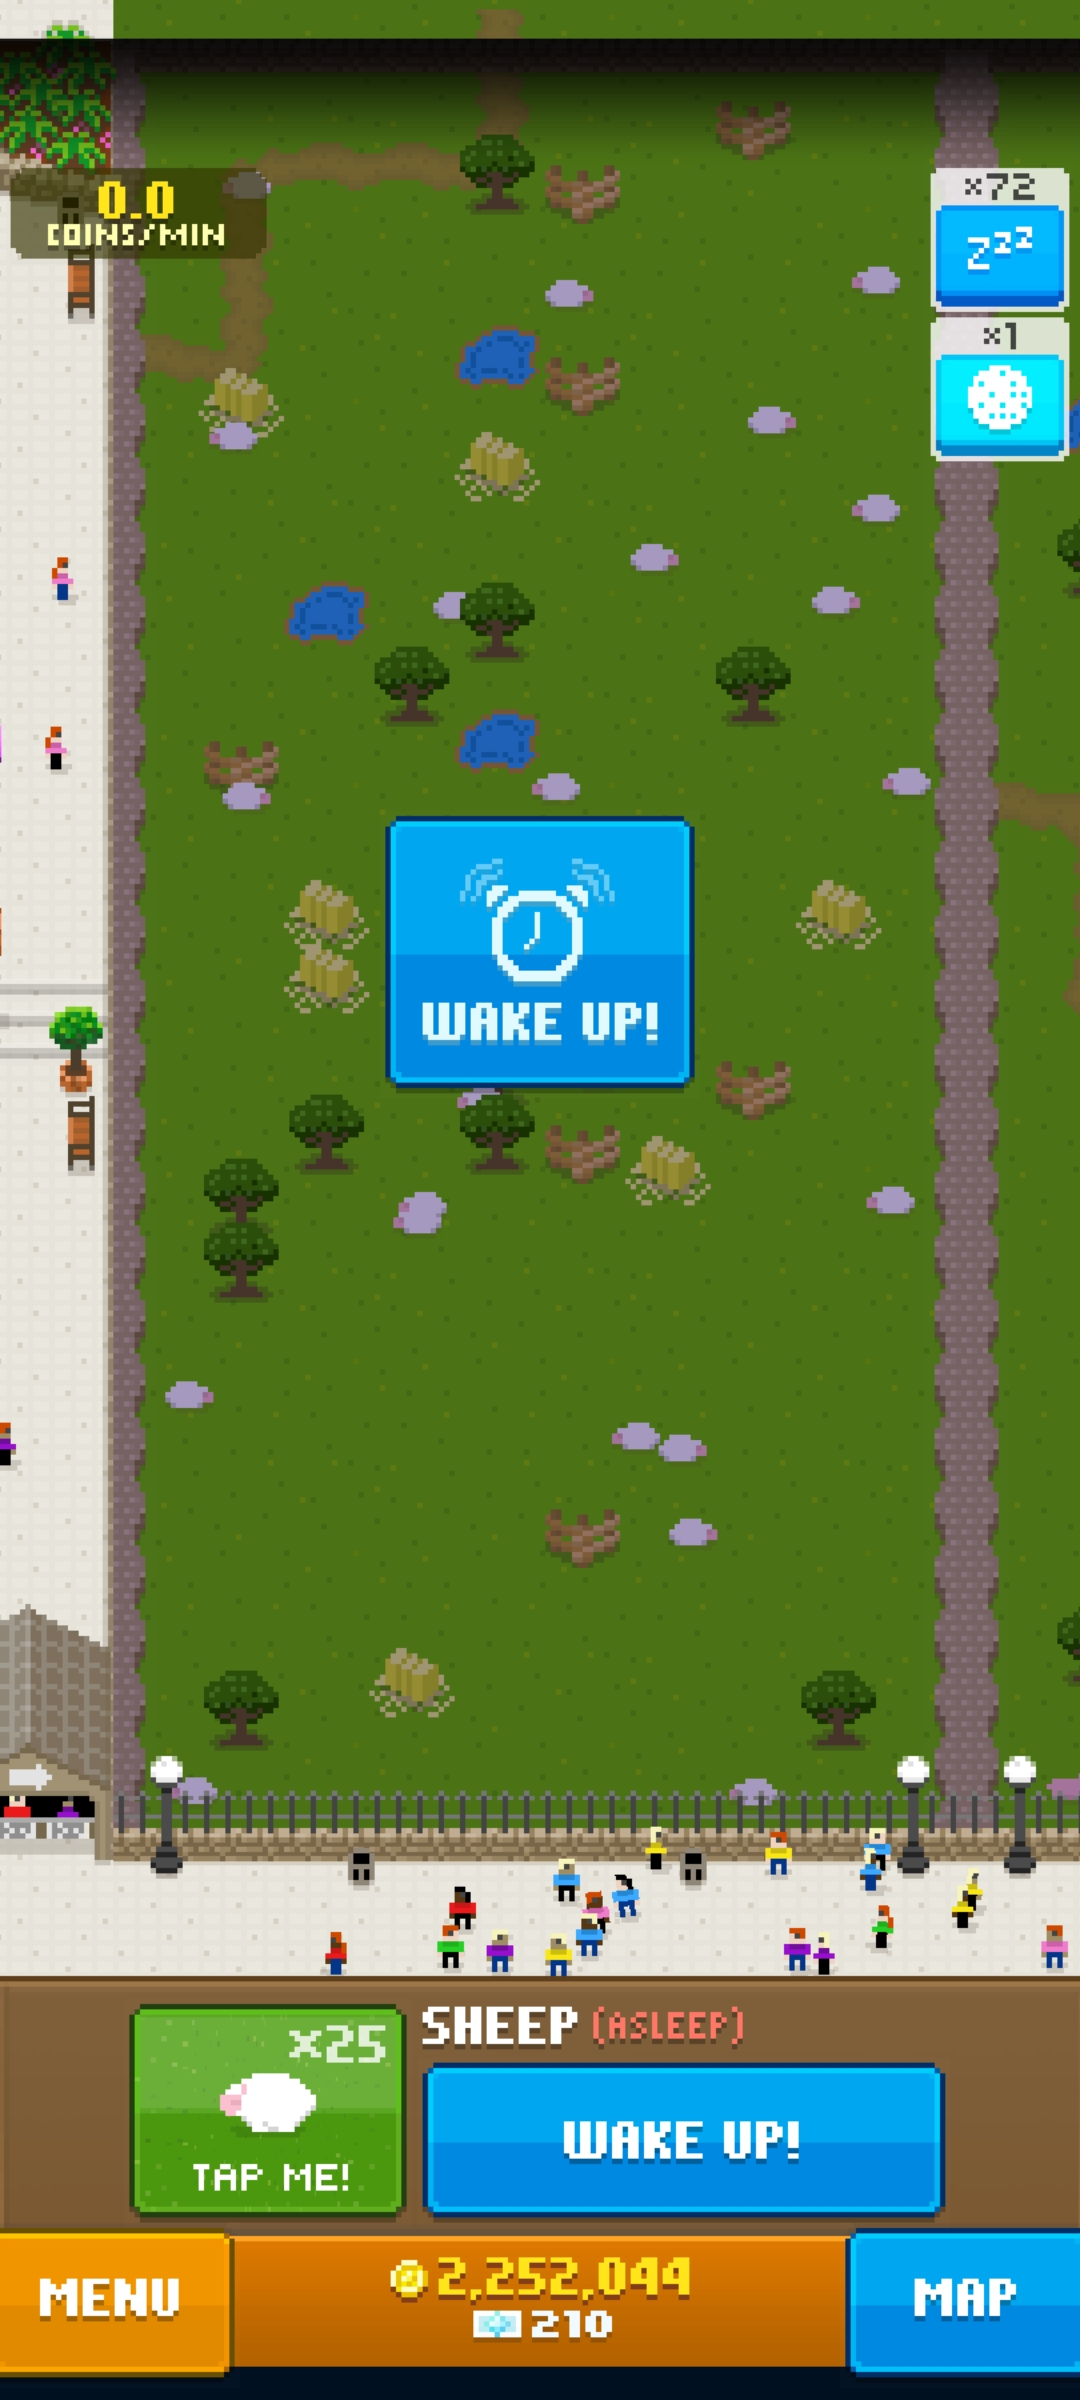 0.0
COINS/MIN
x72
zzz
x1
WAKE UP!
x25
TAP ME!
SHEEP (ASLEEP)
WAKE UP!
MENU
2,252,044
210
MAP